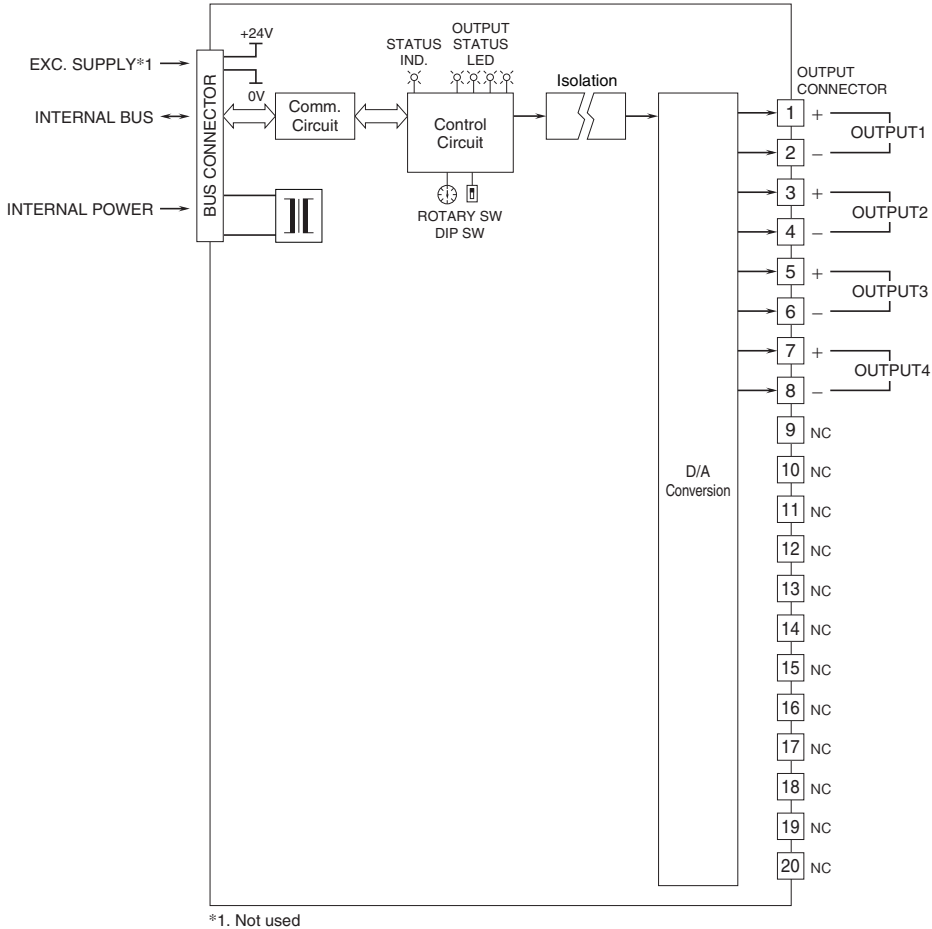 +24V
0V
EXC. SUPPLY*1
INTERNAL BUS
INTERNAL POWER
BUS CONNECTOR
Comm.
Circuit
STATUS
IND.
OUTPUT
STATUS
LED
Control
Circuit
ROTARY SW
DIP SW
Isolation
D/A
Conversion
OUTPUT
CONNECTOR
1 +
OUTPUT1
2 −
3 +
OUTPUT2
4 −
5 +
OUTPUT3
6 −
7 +
OUTPUT4
8 −
9 NC
10 NC
11 NC
12 NC
13 NC
14 NC
15 NC
16 NC
17 NC
18 NC
19 NC
20 NC
*1. Not used